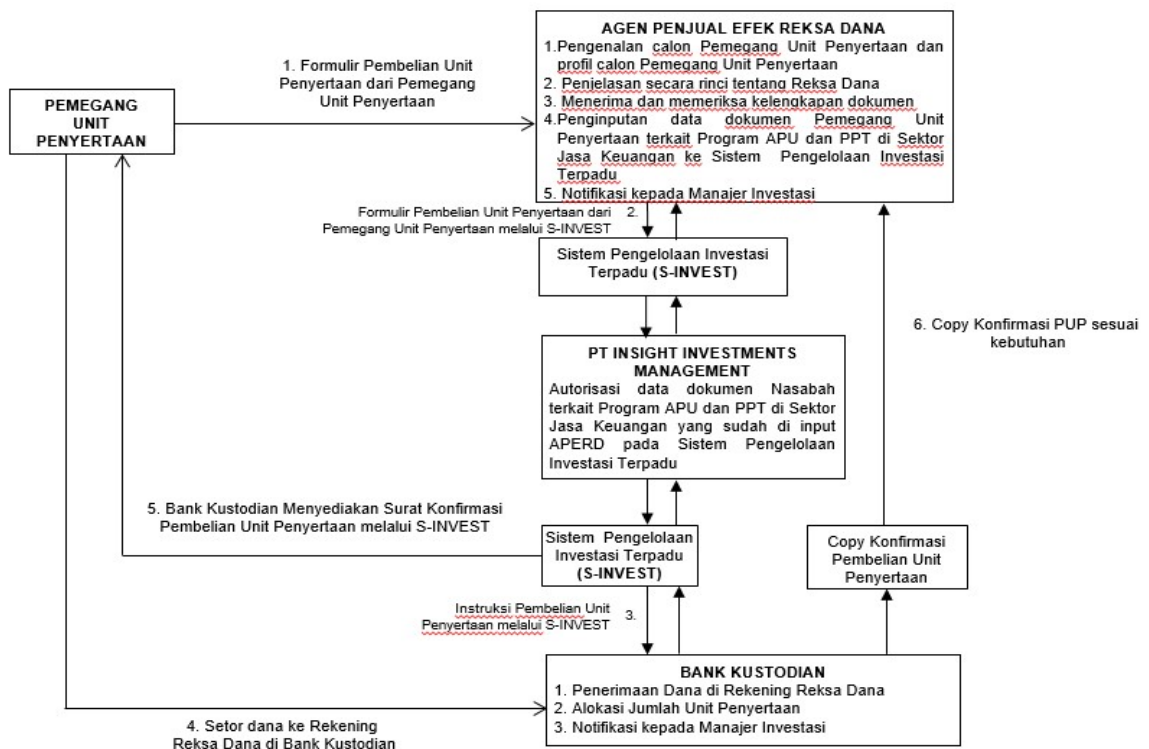 AGEN PENJUAL EFEK REKSA DANA
1.Pengenalan calon Pemegang Unit Penyertaan dan
profil calon Pemegang Unit Penyertaan
2. Penjelasan secara rinci tentang Reksa Dana
3. Menerima dan memeriksa kelengkapan dokumen
4.Penginputan data dokumen Pemegang Unit
Penyertaan terkait Program APU dan PPT di Sektor
Jasa Keuangan ke Sistem Pengelolaan Investasi
Terpadu
5. Notifikasi kepada Manajer Investasi
1. Formulir Pembelian Unit
Penyertaan dari Pemegang
Unit Penyertaan
PEMEGANG
UNIT
PENYERTAAN
Formulir Pembelian Unit Penyertaan dari
Pemegang Unit Penyertaan melalui S-INVEST
2.
Sistem Pengelolaan Investasi
Terpadu (S-INVEST)
6. Copy Konfirmasi PUP sesuai
kebutuhan
PT INSIGHT INVESTMENTS
MANAGEMENT
Autorisasi data dokumen Nasabah
terkait Program APU dan PPT di Sektor
Jasa Keuangan yang sudah di input
APERD pada Sistem Pengelolaan
Investasi Terpadu
5. Bank Kustodian Menyediakan Surat Konfirmasi
Pembelian Unit Penyertaan melalui S-INVEST
Sistem Pengelolaan
Investasi Terpadu
(S-INVEST)
Copy Konfirmasi
Pembelian Unit
Penyertaan
Instruksi Pembelian Unit
Penyertaan melalui S-INVEST
3.
BANK KUSTODIAN
1. Penerimaan Dana di Rekening Reksa Dana
2. Alokasi Jumlah Unit Penyertaan
3. Notifikasi kepada Manajer Investasi
4. Setor dana ke Rekening
Reksa Dana di Bank Kustodian